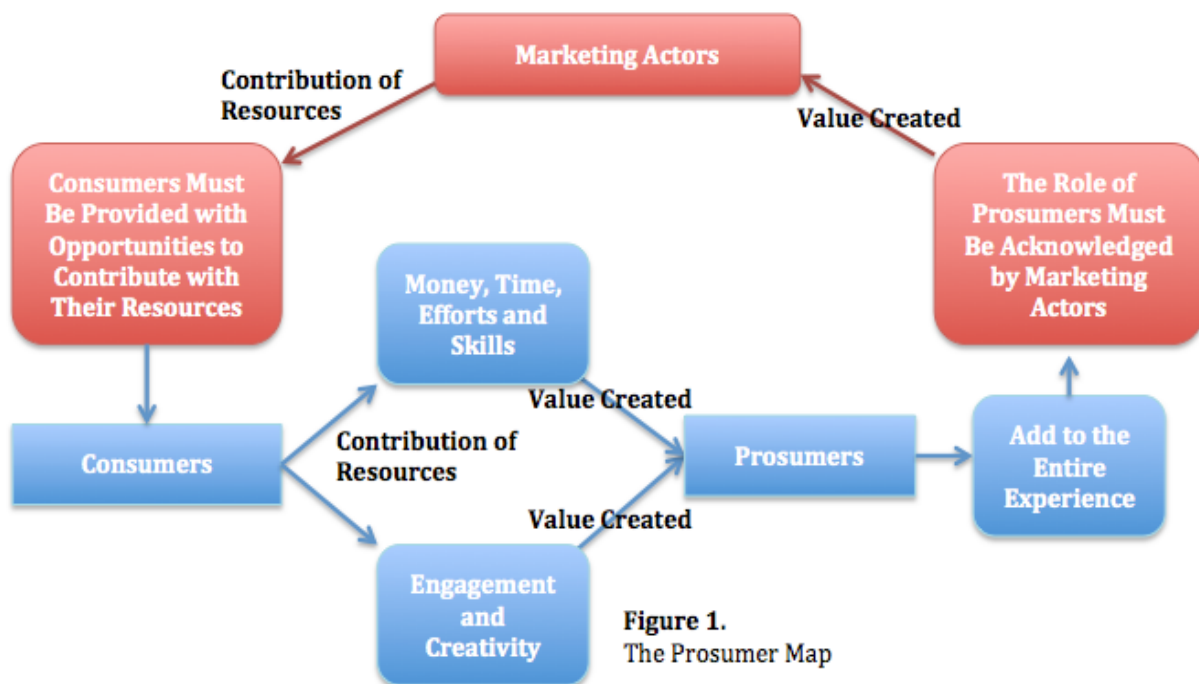 Marketing Actors
Contribution of
Resources
Value Created
Consumers Must
Be Provided with
Opportunities to
Contribute with
Their Resources
The Role of
Prosumers Must
Be Acknowledged
by Marketing
Actors
Money, Time,
Efforts and
Skills
Value Created
Consumers
Contribution of
Resources
Prosumers
Add to the
Entire
Experience
Value Created
Engagement
and
Creativity
Figure 1.
The Prosumer Map